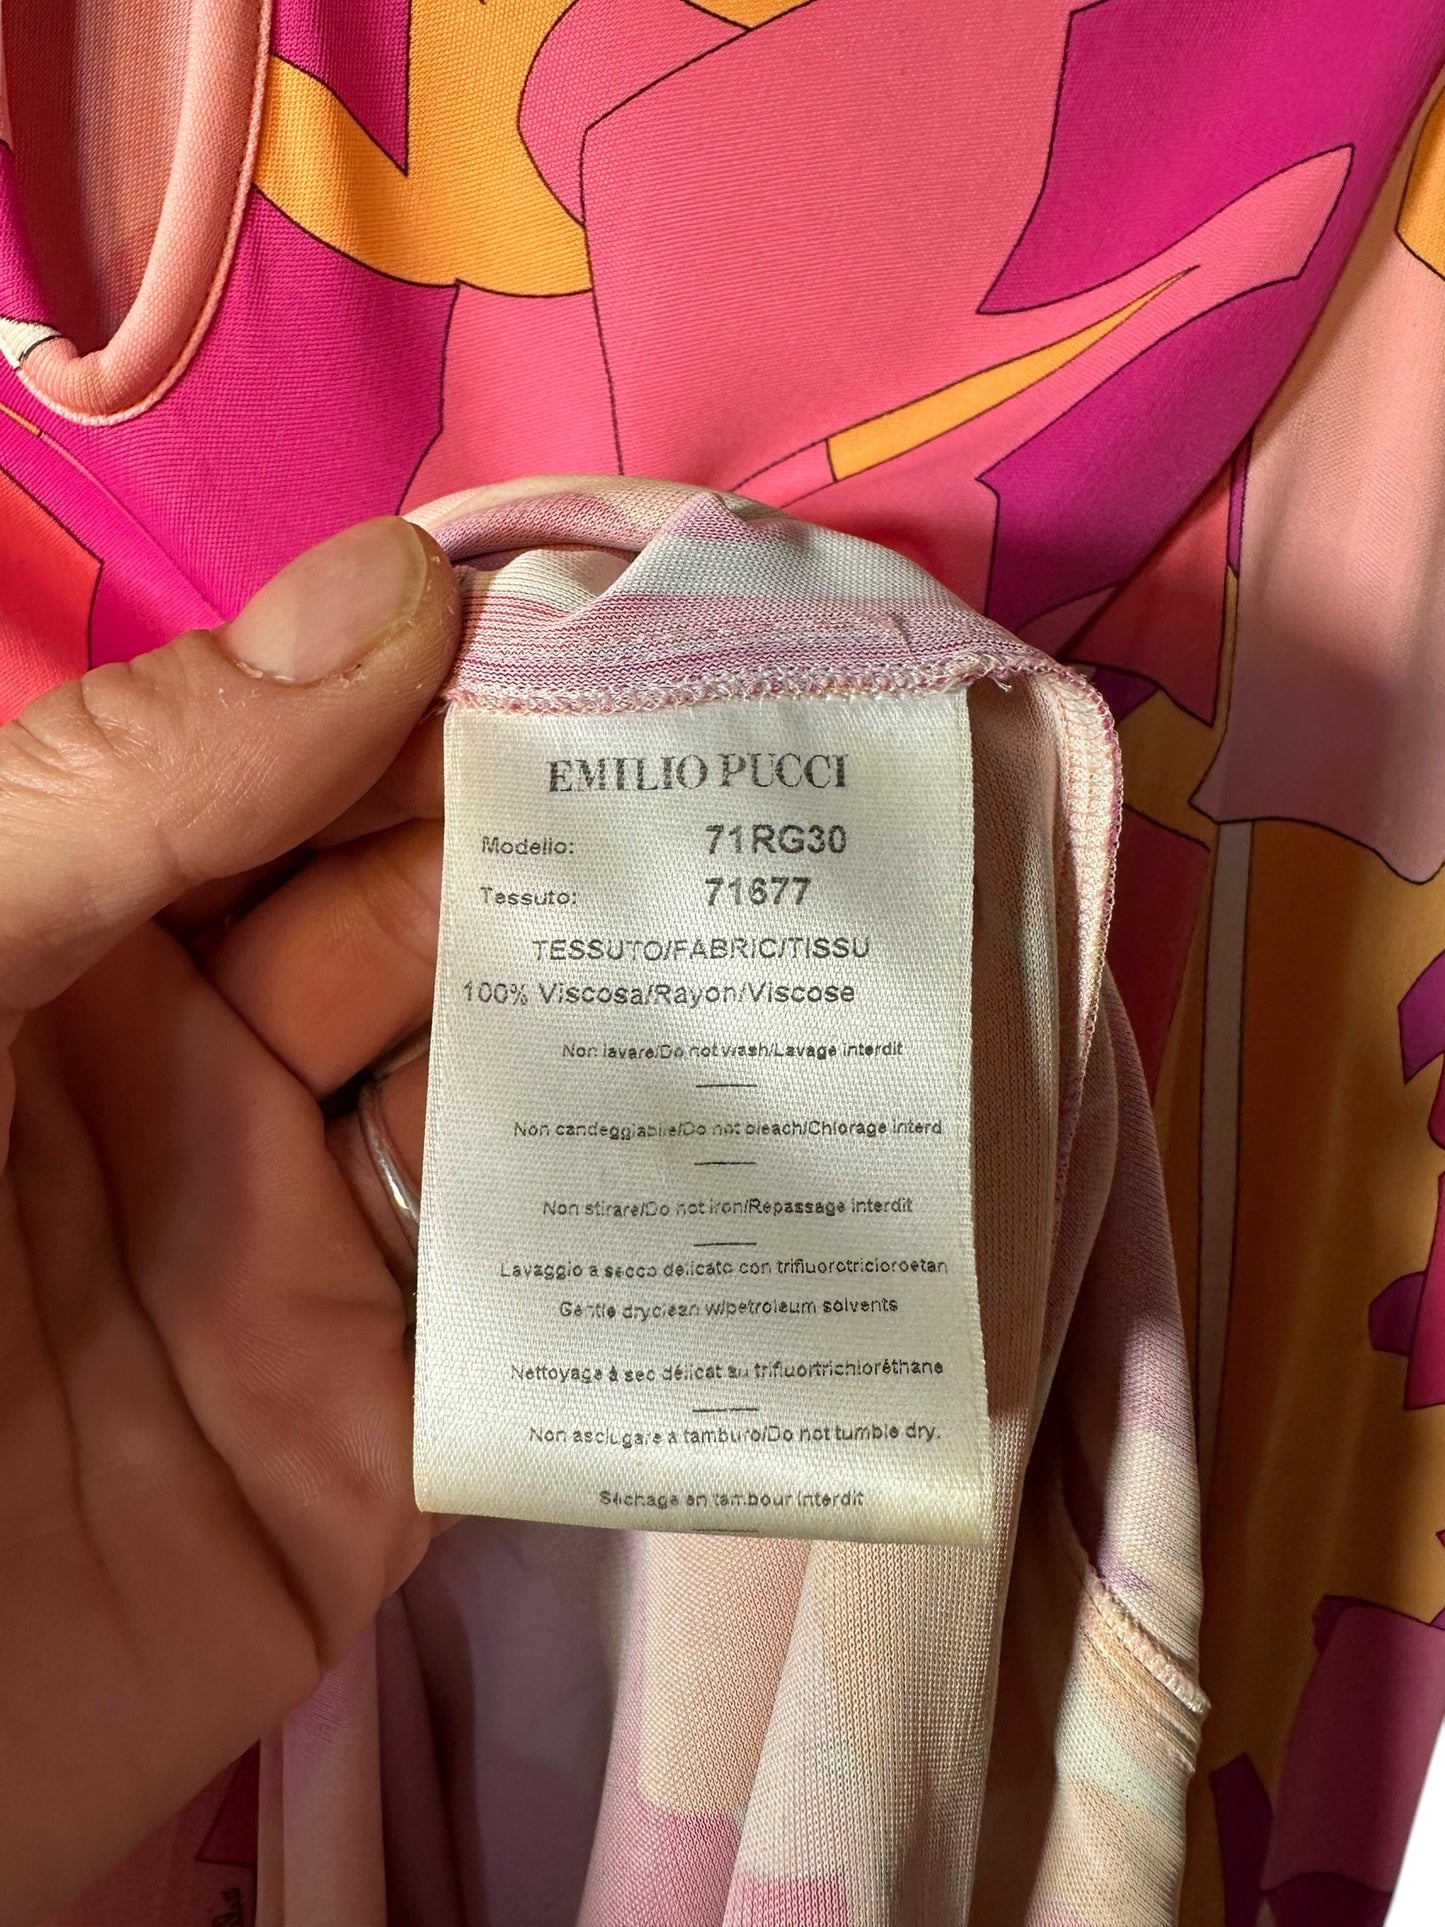 EMILIO PUCCI
Modello: 71RG30
Tessuto: 71677
TESSUTO/FABRIC/TISSU
100% Viscosa/Rayon/Viscose
Non lavare/Do not wash/Lavage interdit
Non candeggiabile/Do not bleach/Chlorage interd
Non stirare/Do not iron/Repassage interdit
Lavaggio a secco delicato con trifluorotricloroetan
Gentle dryclean w/petroleum solvents
Nettoyage à sec délicat au trifluortrichloréthane
Non asciugare a tamburo/Do not tumble dry.
Séchage en tambour interdit